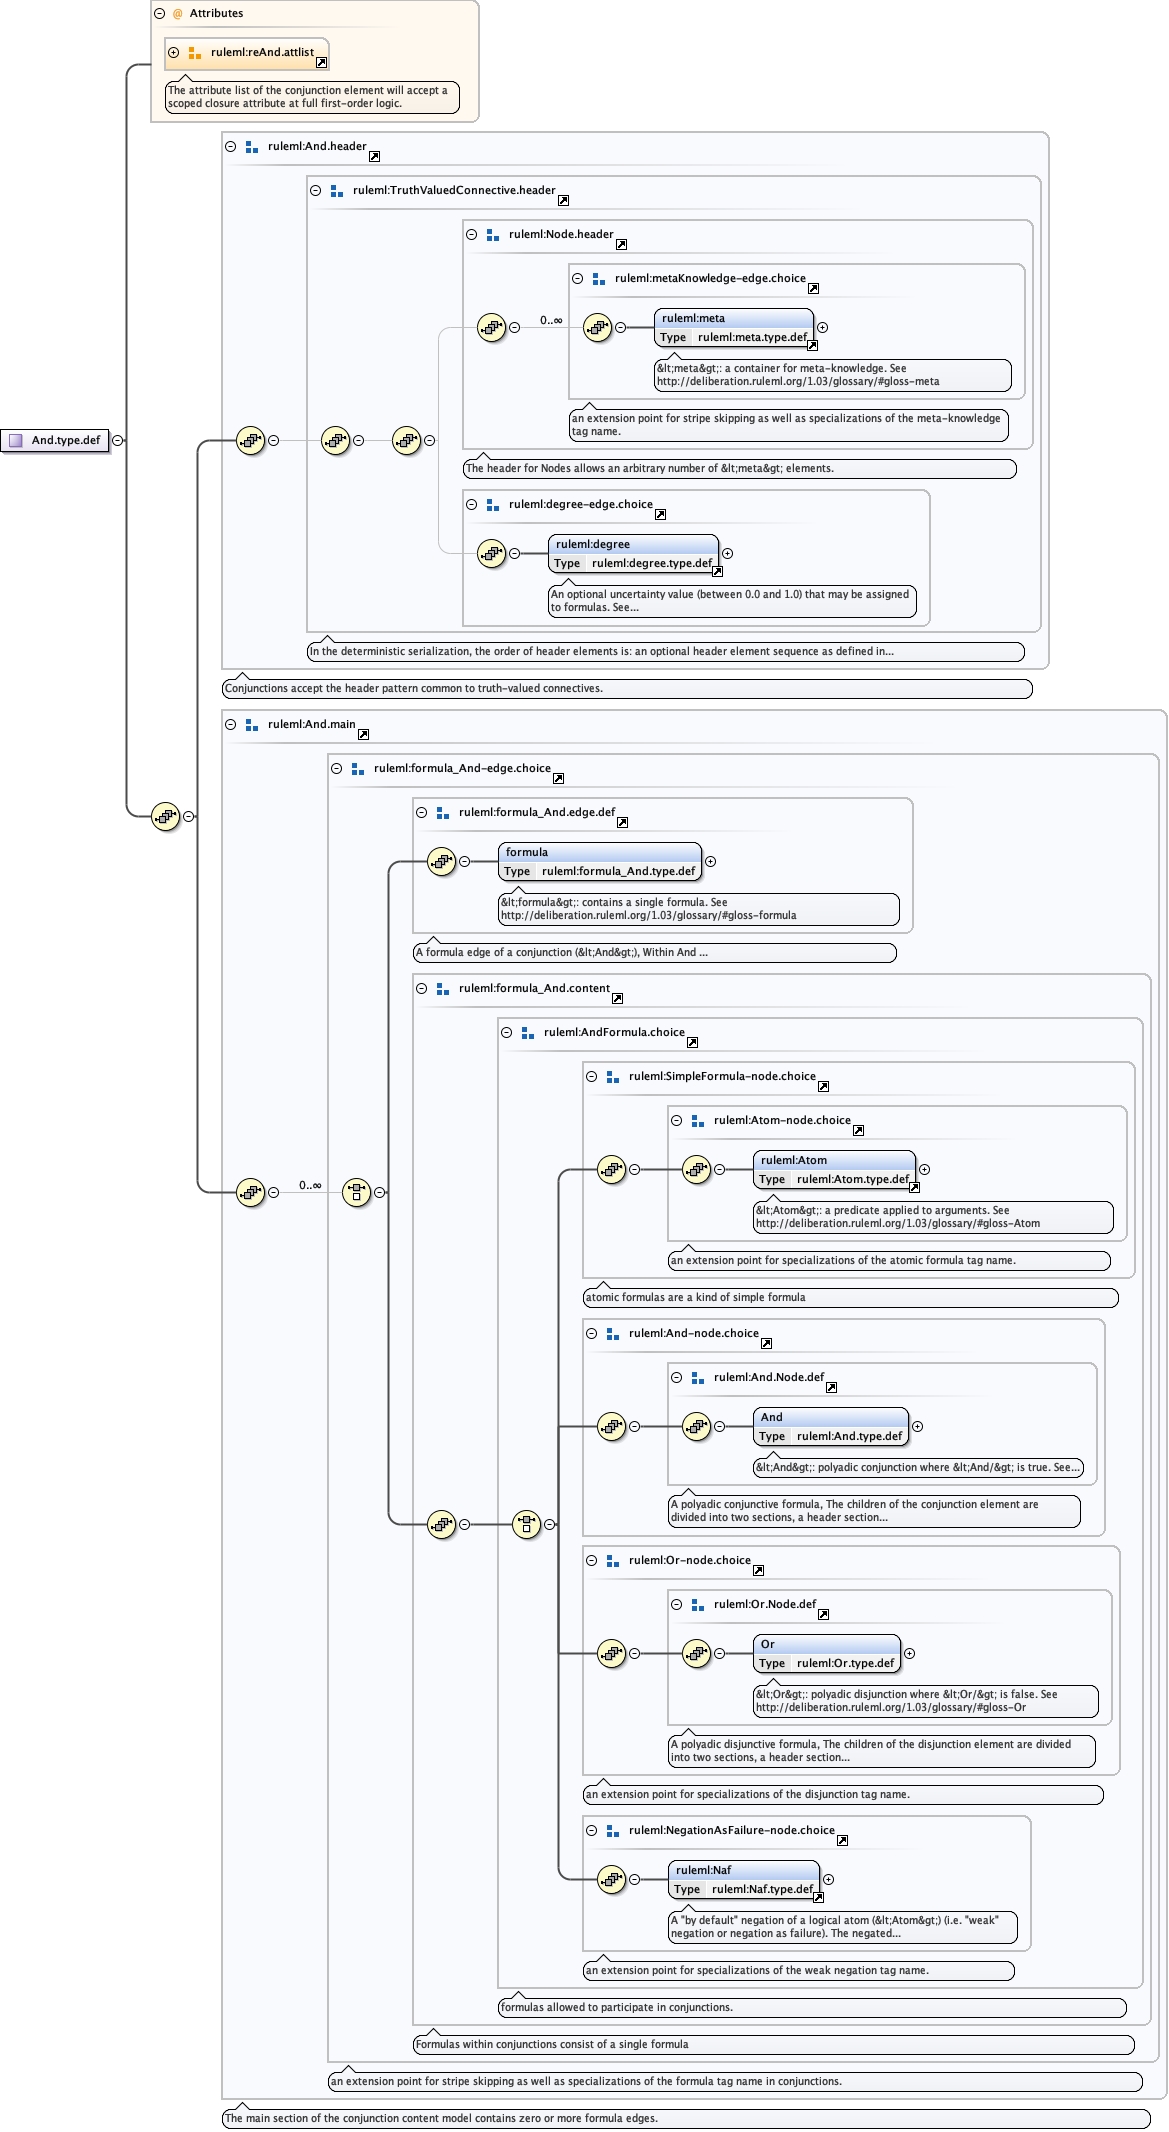 @ Attributes
ruleml:reAnd.attlist
The attribute list of the conjunction element will accept a
scoped closure attribute at full first-order logic.
ruleml:And.header
ruleml:TruthValuedConnective.header
ruleml:Node.header
ruleml:metaKnowledge-edge.choice
0..∞
ruleml:meta
Type ruleml:meta.type.def
&lt;meta&gt;: a container for meta-knowledge. See
http://deliberation.ruleml.org/1.03/glossary/#gloss-meta
an extension point for stripe skipping as well as specializations of the meta-knowledge
tag name.
And.type.def
The header for Nodes allows an arbitrary number of &lt;meta&gt; elements.
ruleml:degree-edge.choice
ruleml:degree
Type ruleml:degree.type.def
An optional uncertainty value (between 0.0 and 1.0) that may be assigned
to formulas. See...
In the deterministic serialization, the order of header elements is: an optional header element sequence as defined in...
Conjunctions accept the header pattern common to truth-valued connectives.
ruleml:And.main
ruleml:formula_And-edge.choice
ruleml:formula_And.edge.def
formula
Type ruleml:formula_And.type.def
&lt;formula&gt;: contains a single formula. See
http://deliberation.ruleml.org/1.03/glossary/#gloss-formula
A formula edge of a conjunction (&lt;And&gt;), Within And ...
ruleml:formula_And.content
ruleml:AndFormula.choice
ruleml:SimpleFormula-node.choice
ruleml:Atom-node.choice
ruleml:Atom
Type ruleml:Atom.type.def
0..∞
&lt;Atom&gt;: a predicate applied to arguments. See
http://deliberation.ruleml.org/1.03/glossary/#gloss-Atom
an extension point for specializations of the atomic formula tag name.
atomic formulas are a kind of simple formula
ruleml:And-node.choice
ruleml:And.Node.def
And
Type ruleml:And.type.def
&lt;And&gt;: polyadic conjunction where &lt;And/&gt; is true. See...
A polyadic conjunctive formula, The children of the conjunction element are
divided into two sections, a header section...
ruleml:Or-node.choice
ruleml:Or.Node.def
Or
Type ruleml:Or.type.def
&lt;Or&gt;: polyadic disjunction where &lt;Or/&gt; is false. See
http://deliberation.ruleml.org/1.03/glossary/#gloss-Or
A polyadic disjunctive formula, The children of the disjunction element are divided
into two sections, a header section...
an extension point for specializations of the disjunction tag name.
ruleml:NegationAsFailure-node.choice
ruleml:Naf
Type ruleml:Naf.type.def
A "by default" negation of a logical atom (&lt;Atom&gt;) (i.e. "weak"
negation or negation as failure). The negated...
an extension point for specializations of the weak negation tag name.
formulas allowed to participate in conjunctions.
Formulas within conjunctions consist of a single formula
an extension point for stripe skipping as well as specializations of the formula tag name in conjunctions.
The main section of the conjunction content model contains zero or more formula edges.